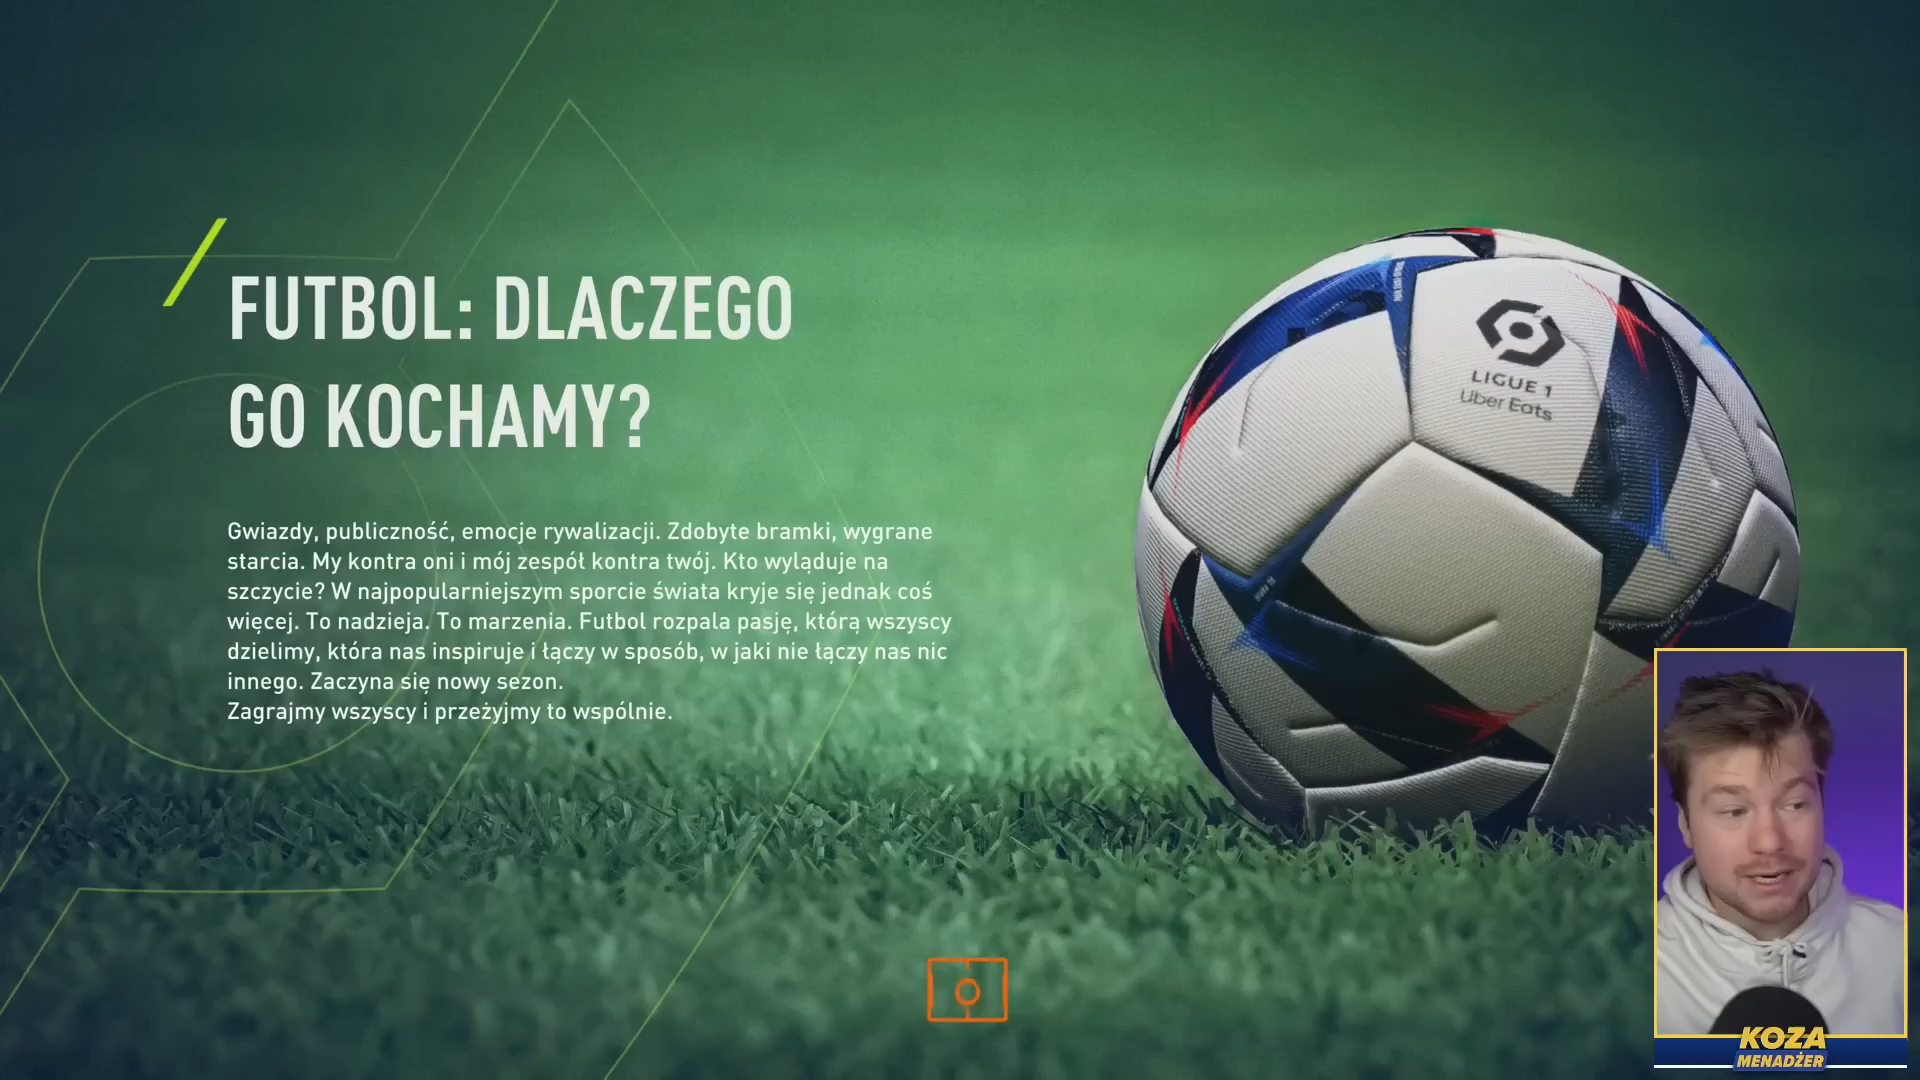 FUTBOL: DLACZEGO
GO KOCHAMY?
Gwiazdy, publiczność, emocje rywalizacji. Zdobyte bramki, wygrane
starcia. My kontra oni i mój zespół kontra twój. Kto wyląduje na
szczycie? W najpopularniejszym sporcie świata kryje się jednak coś
więcej. To nadzieja. To marzenia. Futbol rozpala pasję, którą wszyscy
dzielimy, która nas inspiruje i łączy w sposób, w jaki nie łączy nas nic
innego. Zaczyna się nowy sezon.
Zagrajmy wszyscy i przeżyjmy to wspólnie.
LIGUE 1
Uber Eats
KOZA
MENADŻER